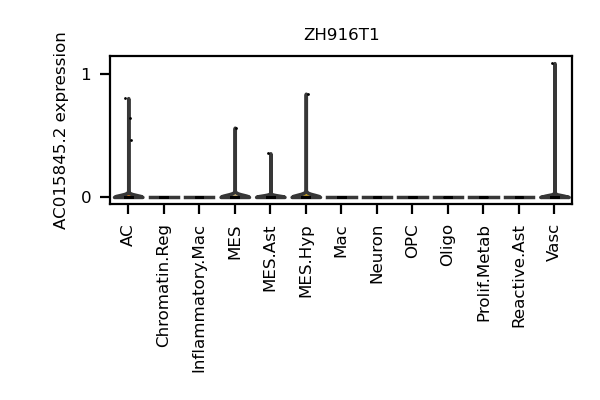 ZH916T1
AC015845.2 expression
1
0
AC
Chromatin.Reg
Inflammatory.Mac
MES
MES.Ast
MES.Hyp
Mac
Neuron
OPC
Oligo
Prolif.Metab
Reactive.Ast
Vasc